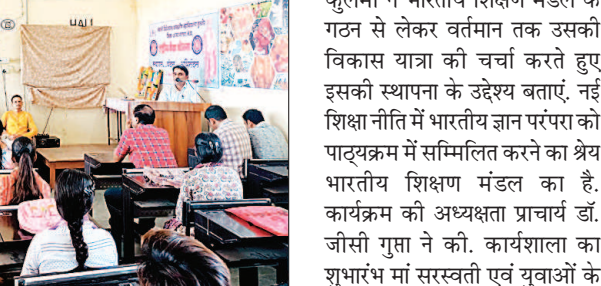 HALL
कुलमी ने भारतीय शिक्षण मंडल के
गठन से लेकर वर्तमान तक उसकी
विकास यात्रा की चर्चा करते हुए
इसकी स्थापना के उद्देश्य बताएं. नई
शिक्षा नीति में भारतीय ज्ञान परंपरा को
पाठ्यक्रम में सम्मिलित करने का श्रेय
भारतीय शिक्षण मंडल का है.
कार्यक्रम की अध्यक्षता प्राचार्य डॉ.
जीसी गुप्ता ने की. कार्यशाला का
शुभारंभ मां सरस्वती एवं युवाओं के